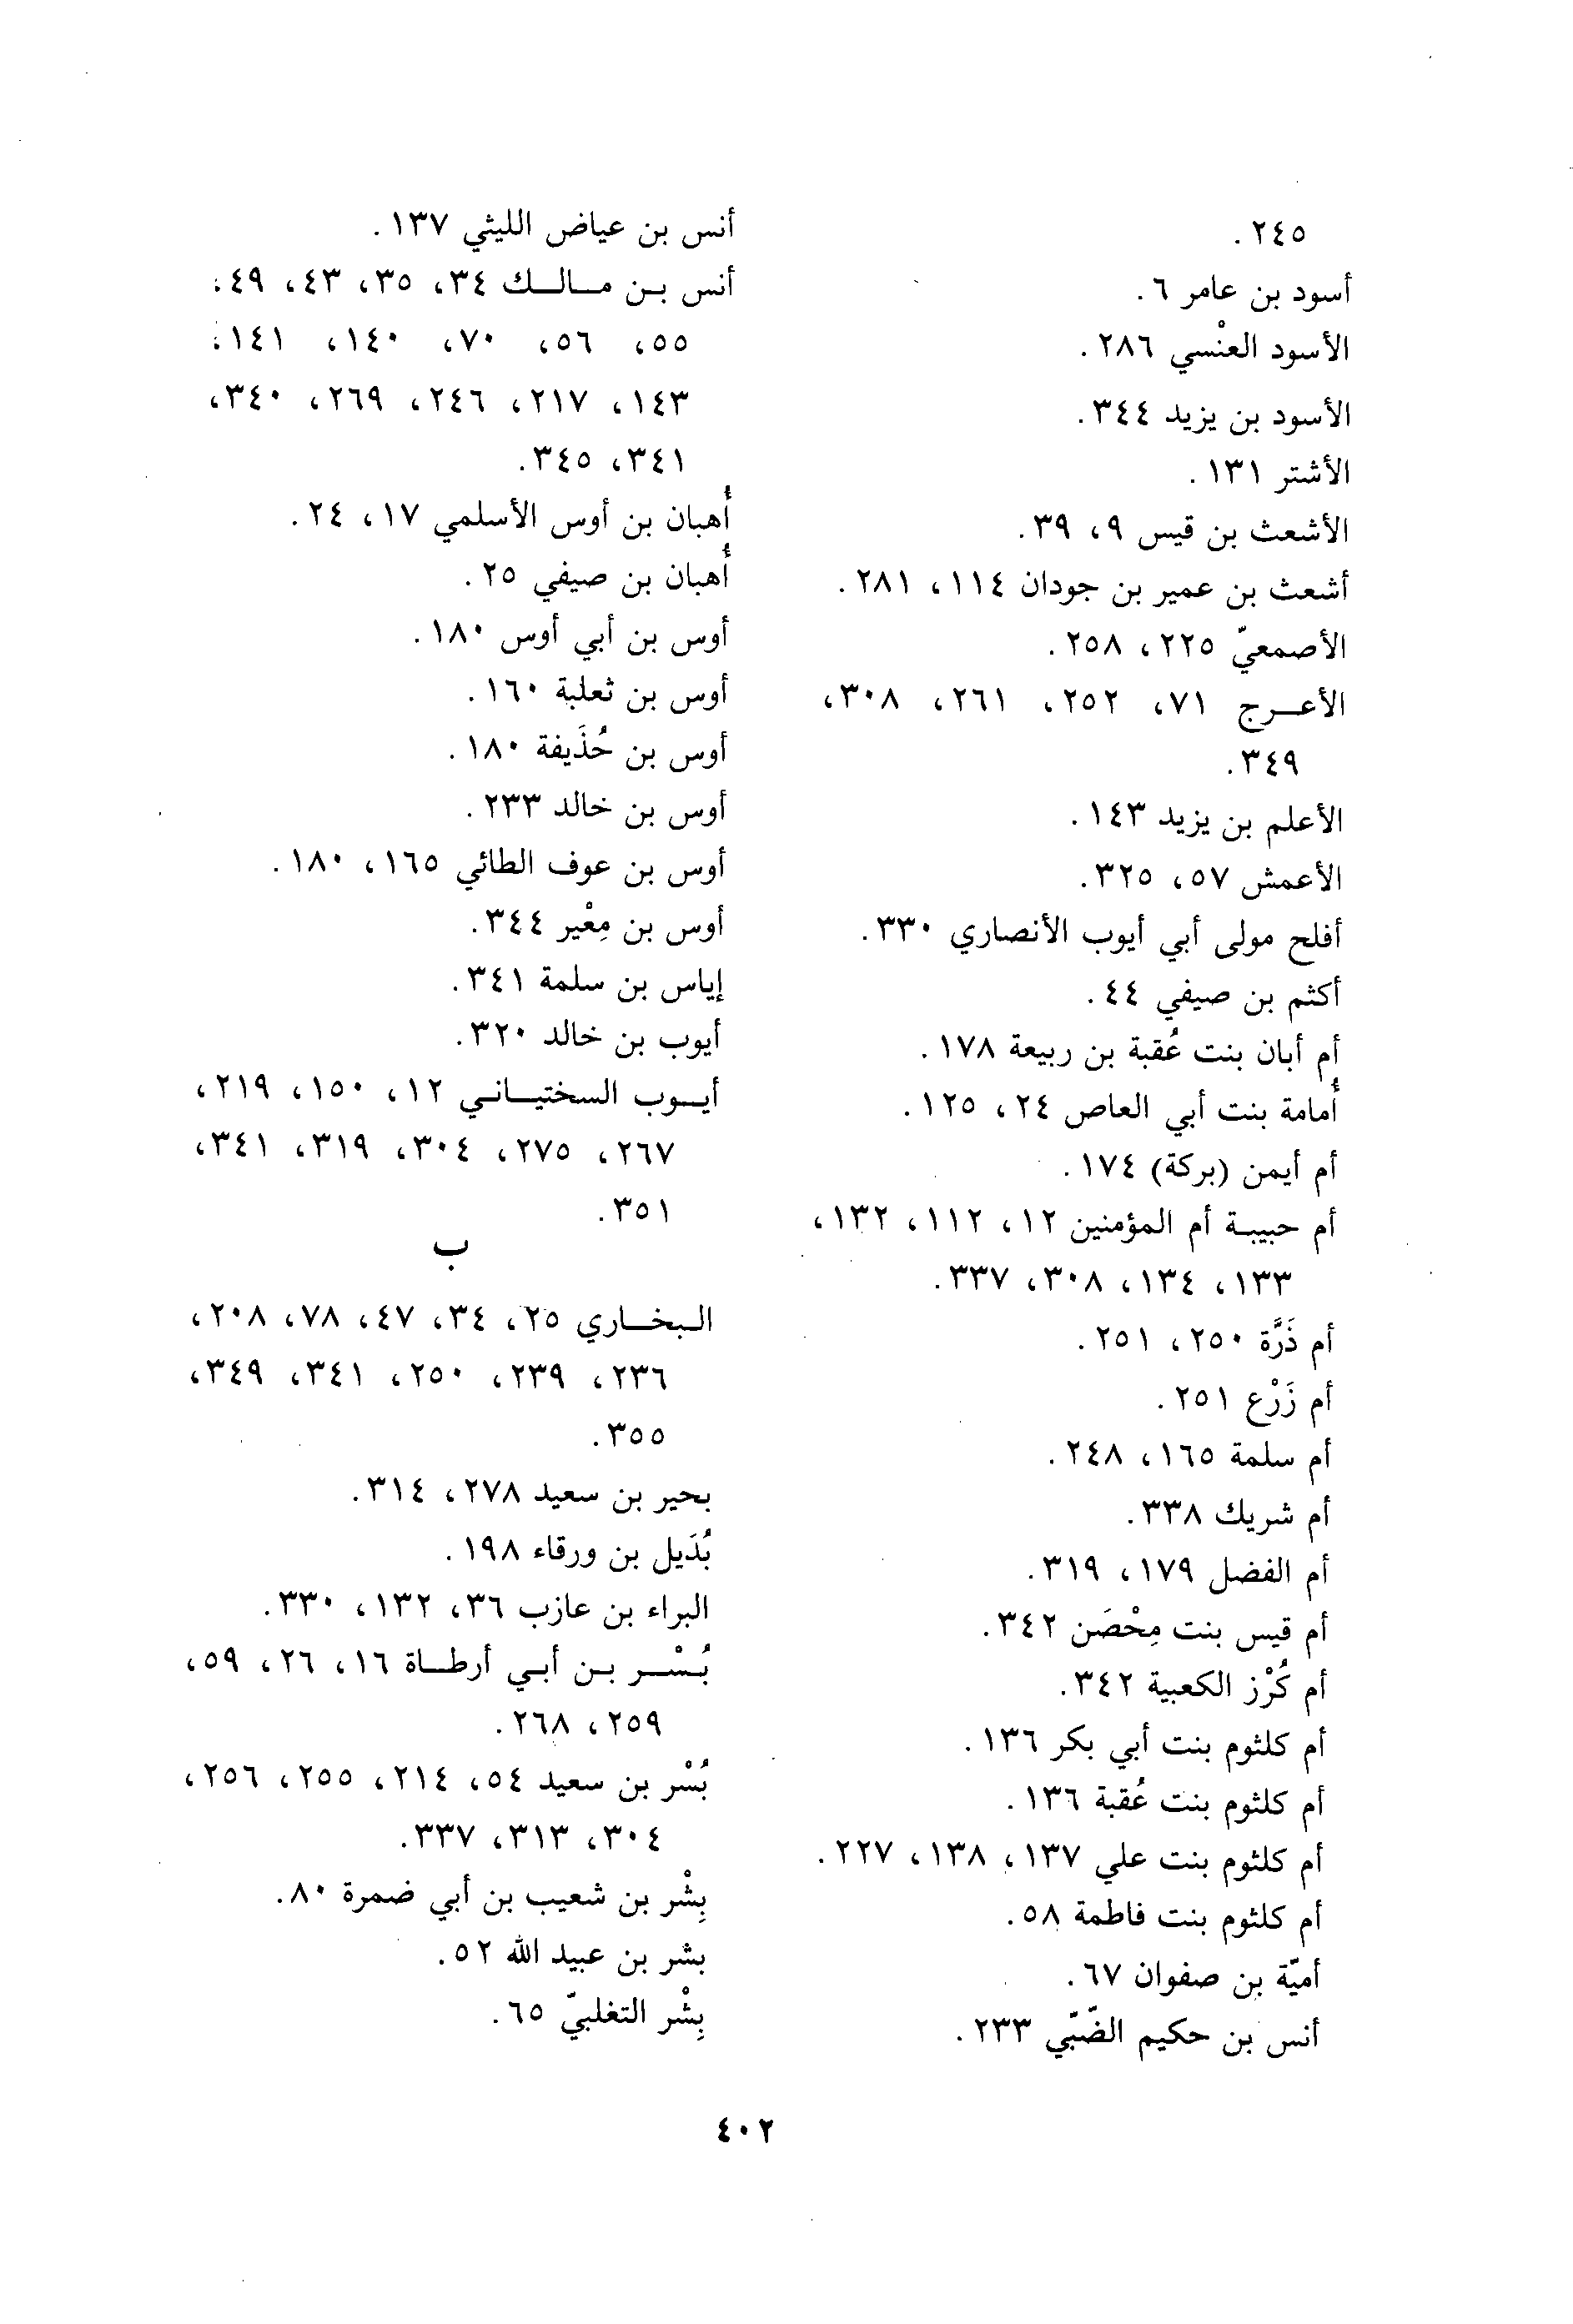 ٢٤٥.
أسود بن عامر ٦.
الأسود العنْسي ٢٨٦.
الأسود بن يزيد ٣٤٤.
الأشتر ١٣١.
الأشعث بن قيس ٩، ٣٩.
أشعث بن عمير بن جودان ١١٤، ٢٨١.
الأصمعيّ ٢٢٥، ٢٥٨.
الأعـرج ٧١، ٢٥٢، ٢٦١، ٣٠٨،
٣٤٩.
الأعلم بن يزيد ١٤٣.
الأعمش ٥٧، ٣٢٥.
أفلح مولى أبي أيوب الأنصاري ٣٣٠.
أكثم بن صيفي ٤٤.
أم أبان بنت عُقبة بن ربيعة ١٧٨.
أُمامة بنت أبي العاص ٢٤، ١٢٥.
أم أيمن (بركة) ١٧٤.
أم حبيبـة أم المؤمنين ١٢، ١١٢، ١٣٢،
١٣٣، ١٣٤، ٣٠٨، ٣٣٧.
أم ذَرَّة ٢٥٠، ٢٥١.
أم زَرْع ٢٥١.
أم سلمة ١٦٥، ٢٤٨.
أم شريك ٣٣٨.
أم الفضل ١٧٩، ٣١٩.
أم قيس بنت مِحْصَن ٣٤٢.
أم كُرْز الكعبية ٣٤٢.
أم كلثوم بنت أبي بكر ١٣٦.
أم كلثوم بنت عُقبة ١٣٦.
أم كلثوم بنت علي ١٣٧، ١٣٨، ٢٢٧.
أم كلثوم بنت فاطمة ٥٨.
أميّة بن صفوان ٦٧.
أنس بن حكيم الضّبّي ٢٣٣.
أنس بن عياض الليثي ١٣٧.
أنس بـن مـالـك ٣٤، ٣٥، ٤٣، ٤٩،
٥٥، ٥٦، ٧٠، ١٤٠، ١٤١،
١٤٣، ٢١٧، ٢٤٦، ٢٦٩، ٣٤٠،
٣٤١، ٣٤٥.
أُهبان بن أوس الأسلمي ١٧، ٢٤.
أُهبان بن صيفي ٢٥.
أوس بن أبي أوس ١٨٠.
أوس بن ثعلبة ١٦٠.
أوس بن حُذَيفة ١٨٠.
أوس بن خالد ٢٣٣.
أوس بن عوف الطائي ١٦٥، ١٨٠.
أوس بن مِعْير ٣٤٤.
إياس بن سلمة ٣٤١.
أيوب بن خالد ٣٢٠.
أيـوب السختيـانـي ١٢، ١٥٠، ٢١٩،
٢٦٧، ٢٧٥، ٣٠٤، ٣١٩، ٣٤١،
٣٥١.
ب
الـبخـاري ٢٥، ٣٤، ٤٧، ٧٨، ٢٠٨،
٢٣٦، ٢٣٩، ٢٥٠، ٣٤١، ٣٤٩،
٣٥٥.
بحير بن سعيد ٢٧٨، ٣١٤.
بُدَيل بن ورقاء ١٩٨.
البراء بن عازب ٣٦، ١٣٢، ٣٣٠.
بُـسْـر بـن أبـي أرطـاة ١٦، ٢٦، ٥٩،
٢٥٩، ٢٦٨.
بُسْر بن سعيد ٥٤، ٢١٤، ٢٥٥، ٢٥٦،
٣٠٤، ٣١٣، ٣٣٧.
بِشْر بن شعيب بن أبي ضمرة ٨٠.
بشر بن عبيد الله ٥٢.
بِشْر التغلبيّ ٦٥.
٤٠٢